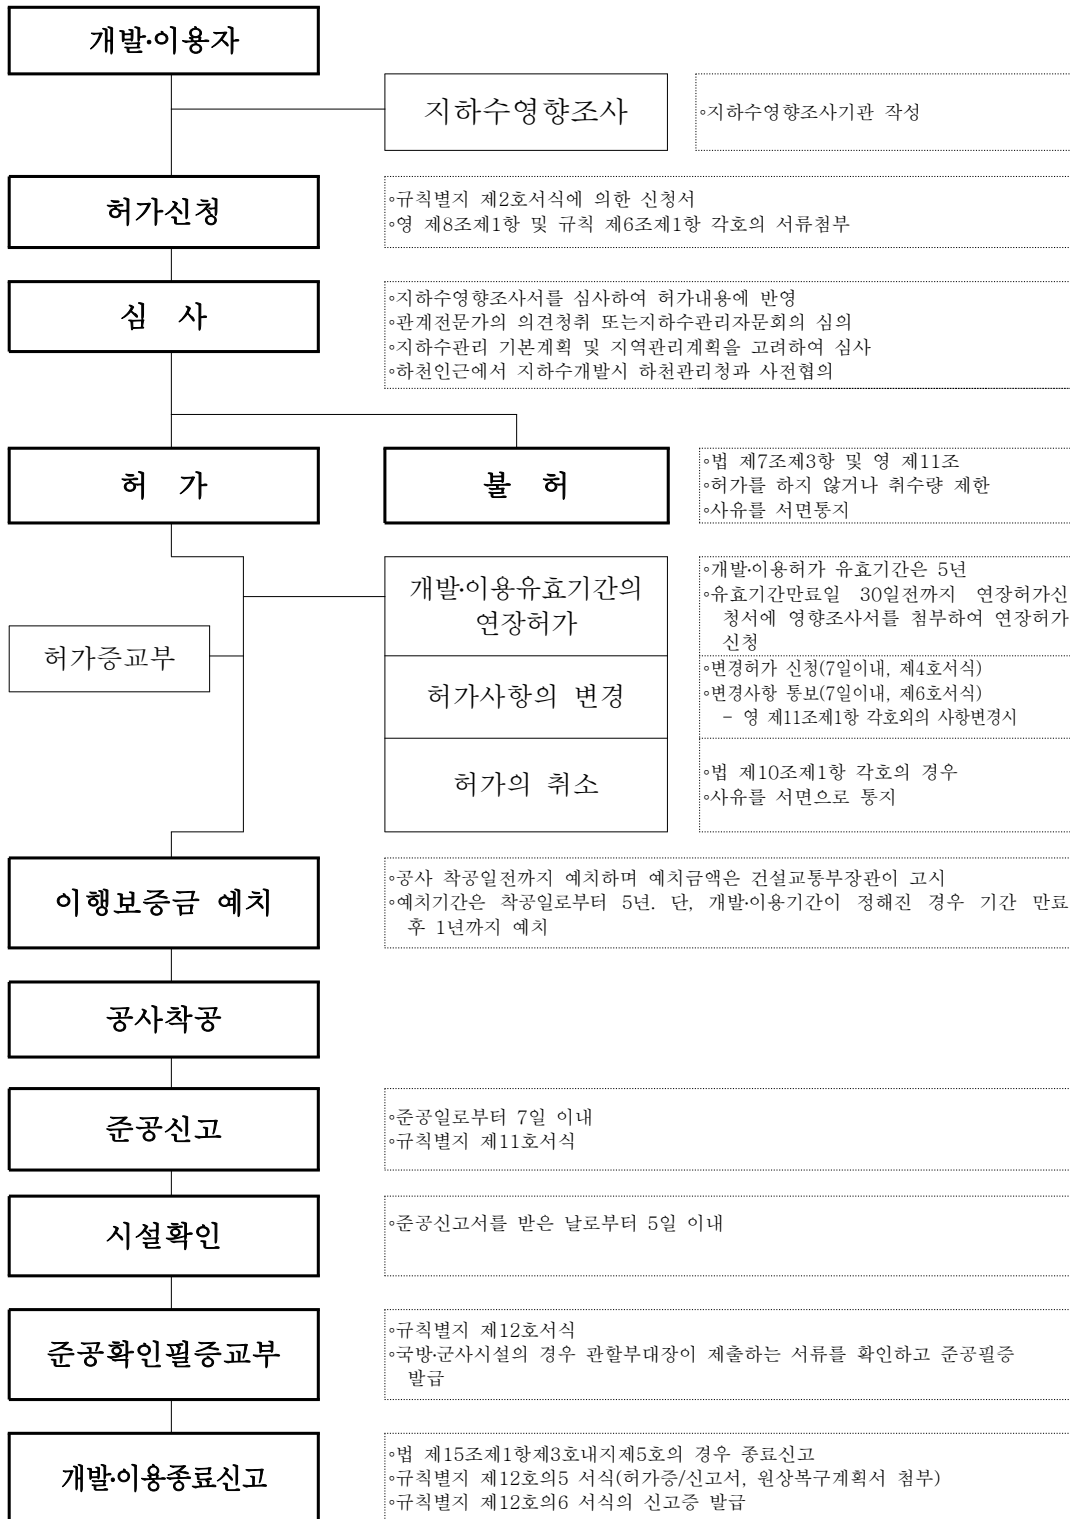 개발·이용자
지하수영향조사
◦지하수영향조사기관 작성
허가신청
◦규칙별지 제2호서식에 의한 신청서
◦영 제8조제1항 및 규칙 제6조제1항 각호의 서류첨부
심 사
◦지하수영향조사서를 심사하여 허가내용에 반영
◦관계전문가의 의견청취 또는지하수관리자문회의 심의
◦지하수관리 기본계획 및 지역관리계획을 고려하여 심사
◦하천인근에서 지하수개발시 하천관리청과 사전협의
허 가
불 허
◦법 제7조제3항 및 영 제11조
◦허가를 하지 않거나 취수량 제한
◦사유를 서면통지
개발·이용유효기간의
연장허가
◦개발·이용허가 유효기간은 5년
◦유효기간만료일 30일전까지 연장허가신
청서에 영향조사서를 첨부하여 연장허가
신청
허가증교부
허가사항의 변경
◦변경허가 신청(7일이내, 제4호서식)
◦변경사항 통보(7일이내, 제6호서식)
- 영 제11조제1항 각호외의 사항변경시
허가의 취소
◦법 제10조제1항 각호의 경우
◦사유를 서면으로 통지
이행보증금 예치
◦공사 착공일전까지 예치하며 예치금액은 건설교통부장관이 고시
◦예치기간은 착공일로부터 5년. 단, 개발·이용기간이 정해진 경우 기간 만료
후 1년까지 예치
공사착공
준공신고
◦준공일로부터 7일 이내
◦규칙별지 제11호서식
시설확인
◦준공신고서를 받은 날로부터 5일 이내
준공확인필증교부
◦규칙별지 제12호서식
◦국방·군사시설의 경우 관할부대장이 제출하는 서류를 확인하고 준공필증
발급
개발·이용종료신고
◦법 제15조제1항제3호내지제5호의 경우 종료신고
◦규칙별지 제12호의5 서식(허가증/신고서, 원상복구계획서 첨부)
◦규칙별지 제12호의6 서식의 신고증 발급